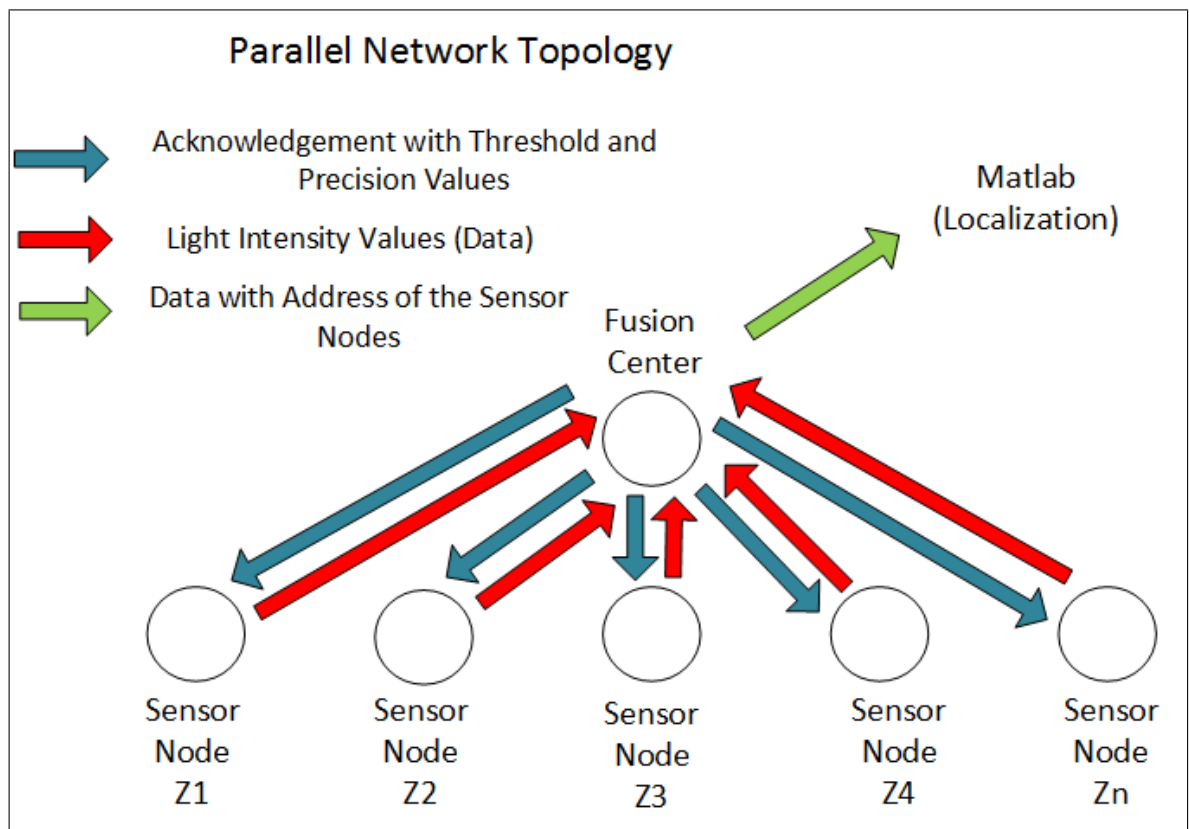 Parallel Network Topology
Acknowledgement with Threshold and
Precision Values
Light Intensity Values (Data)
Data with Address of the Sensor
Nodes
Matlab
(Localization)
Fusion
Center
Sensor
Node
Z1
Sensor
Node
Z2
Sensor
Node
Z3
Sensor
Node
Z4
Sensor
Node
Zn